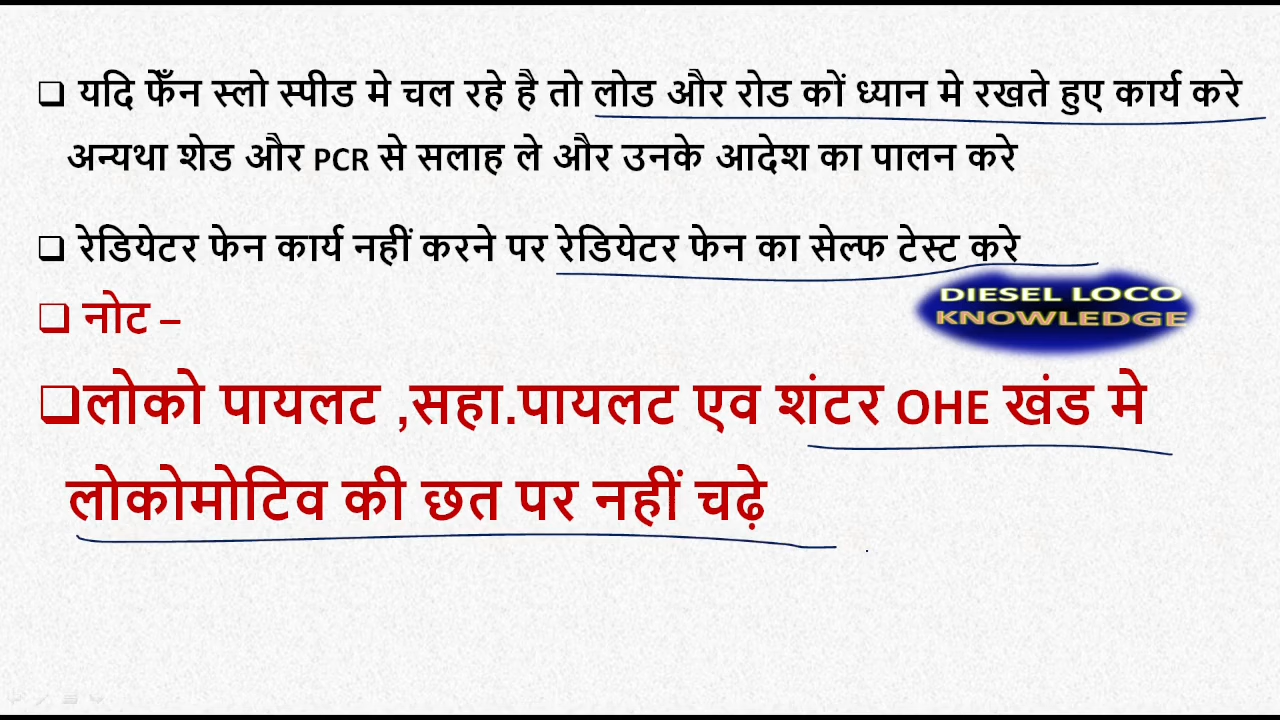 ❑ यदि फेँन स्लो स्पीड मे चल रहे है तो लोड और रोड कों ध्यान मे रखते हुए कार्य करे
अन्यथा शेड और PCR से सलाह ले और उनके आदेश का पालन करे
❑ रेडियेटर फेन कार्य नहीं करने पर रेडियेटर फेन का सेल्फ टेस्ट करे
DIESEL LOCO
KNOWLEDGE
❑ नोट –
❑लोको पायलट ,सहा.पायलट एव शंटर OHE खंड मे
लोकोमोटिव की छत पर नहीं चढ़े